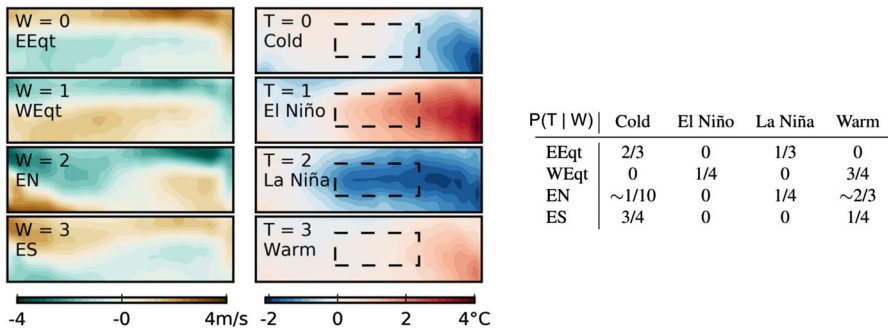 W = 0
EEqt
W = 1
WEqt
W = 2
EN
W = 3
ES
-4 -0 4m/s
T = 0
Cold
T = 1
El Niño
T = 2
La Niña
T = 3
Warm
-2 0 2 4°C
P(T | W) Cold El Niño La Niña Warm
EEqt 2/3 0 1/3 0
WEqt 0 1/4 0 3/4
EN ~1/10 0 1/4 ~2/3
ES 3/4 0 0 1/4